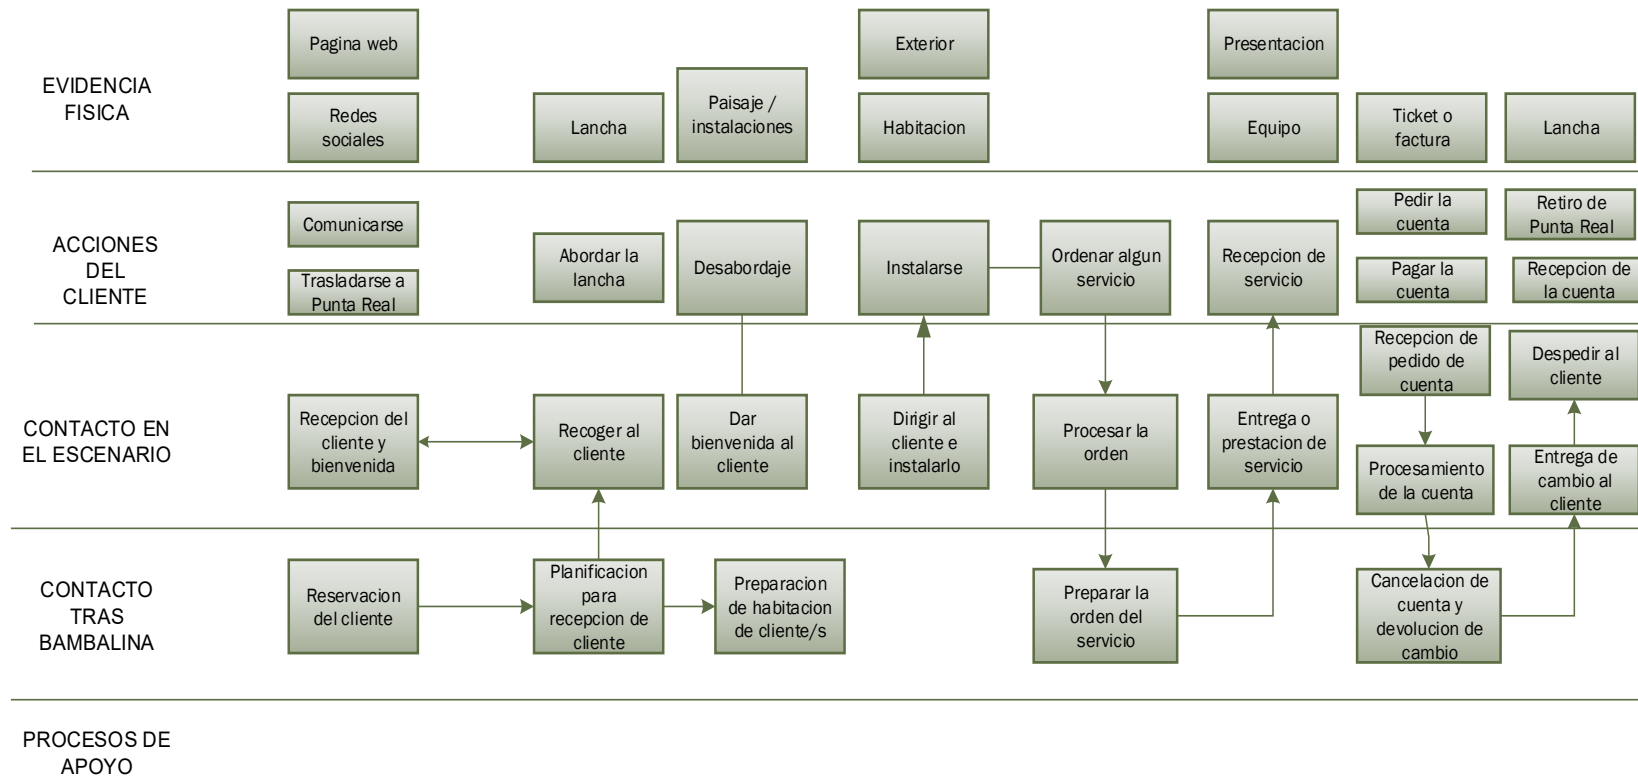 EVIDENCIA
FISICA
Pagina web
Redes
sociales
Lancha
Paisaje /
instalaciones
Exterior
Habitacion
Presentacion
Equipo
Ticket o
factura
Lancha
ACCIONES
DEL
CLIENTE
Comunicarse
Trasladarse a
Punta Real
Abordar la
lancha
Desabordaje
Instalarse
Ordenar algun
servicio
Recepcion de
servicio
Pedir la
cuenta
Pagar la
cuenta
Retiro de
Punta Real
Recepcion de
la cuenta
CONTACTO EN
EL ESCENARIO
Recepcion del
cliente y
bienvenida
Recoger al
cliente
Dar
bienvenida al
cliente
Dirigir al
cliente e
instalarlo
Procesar la
orden
Entrega o
prestacion de
servicio
Recepcion de
pedido de
cuenta
Procesamiento
de la cuenta
Despedir al
cliente
Entrega de
cambio al
cliente
CONTACTO
TRAS
BAMBALINA
Reservacion
del cliente
Planificacion
para
recepcion de
cliente
Preparacion
de habitacion
de cliente/s
Preparar la
orden del
servicio
Cancelacion de
cuenta y
devolucion de
cambio
PROCESOS DE
APOYO